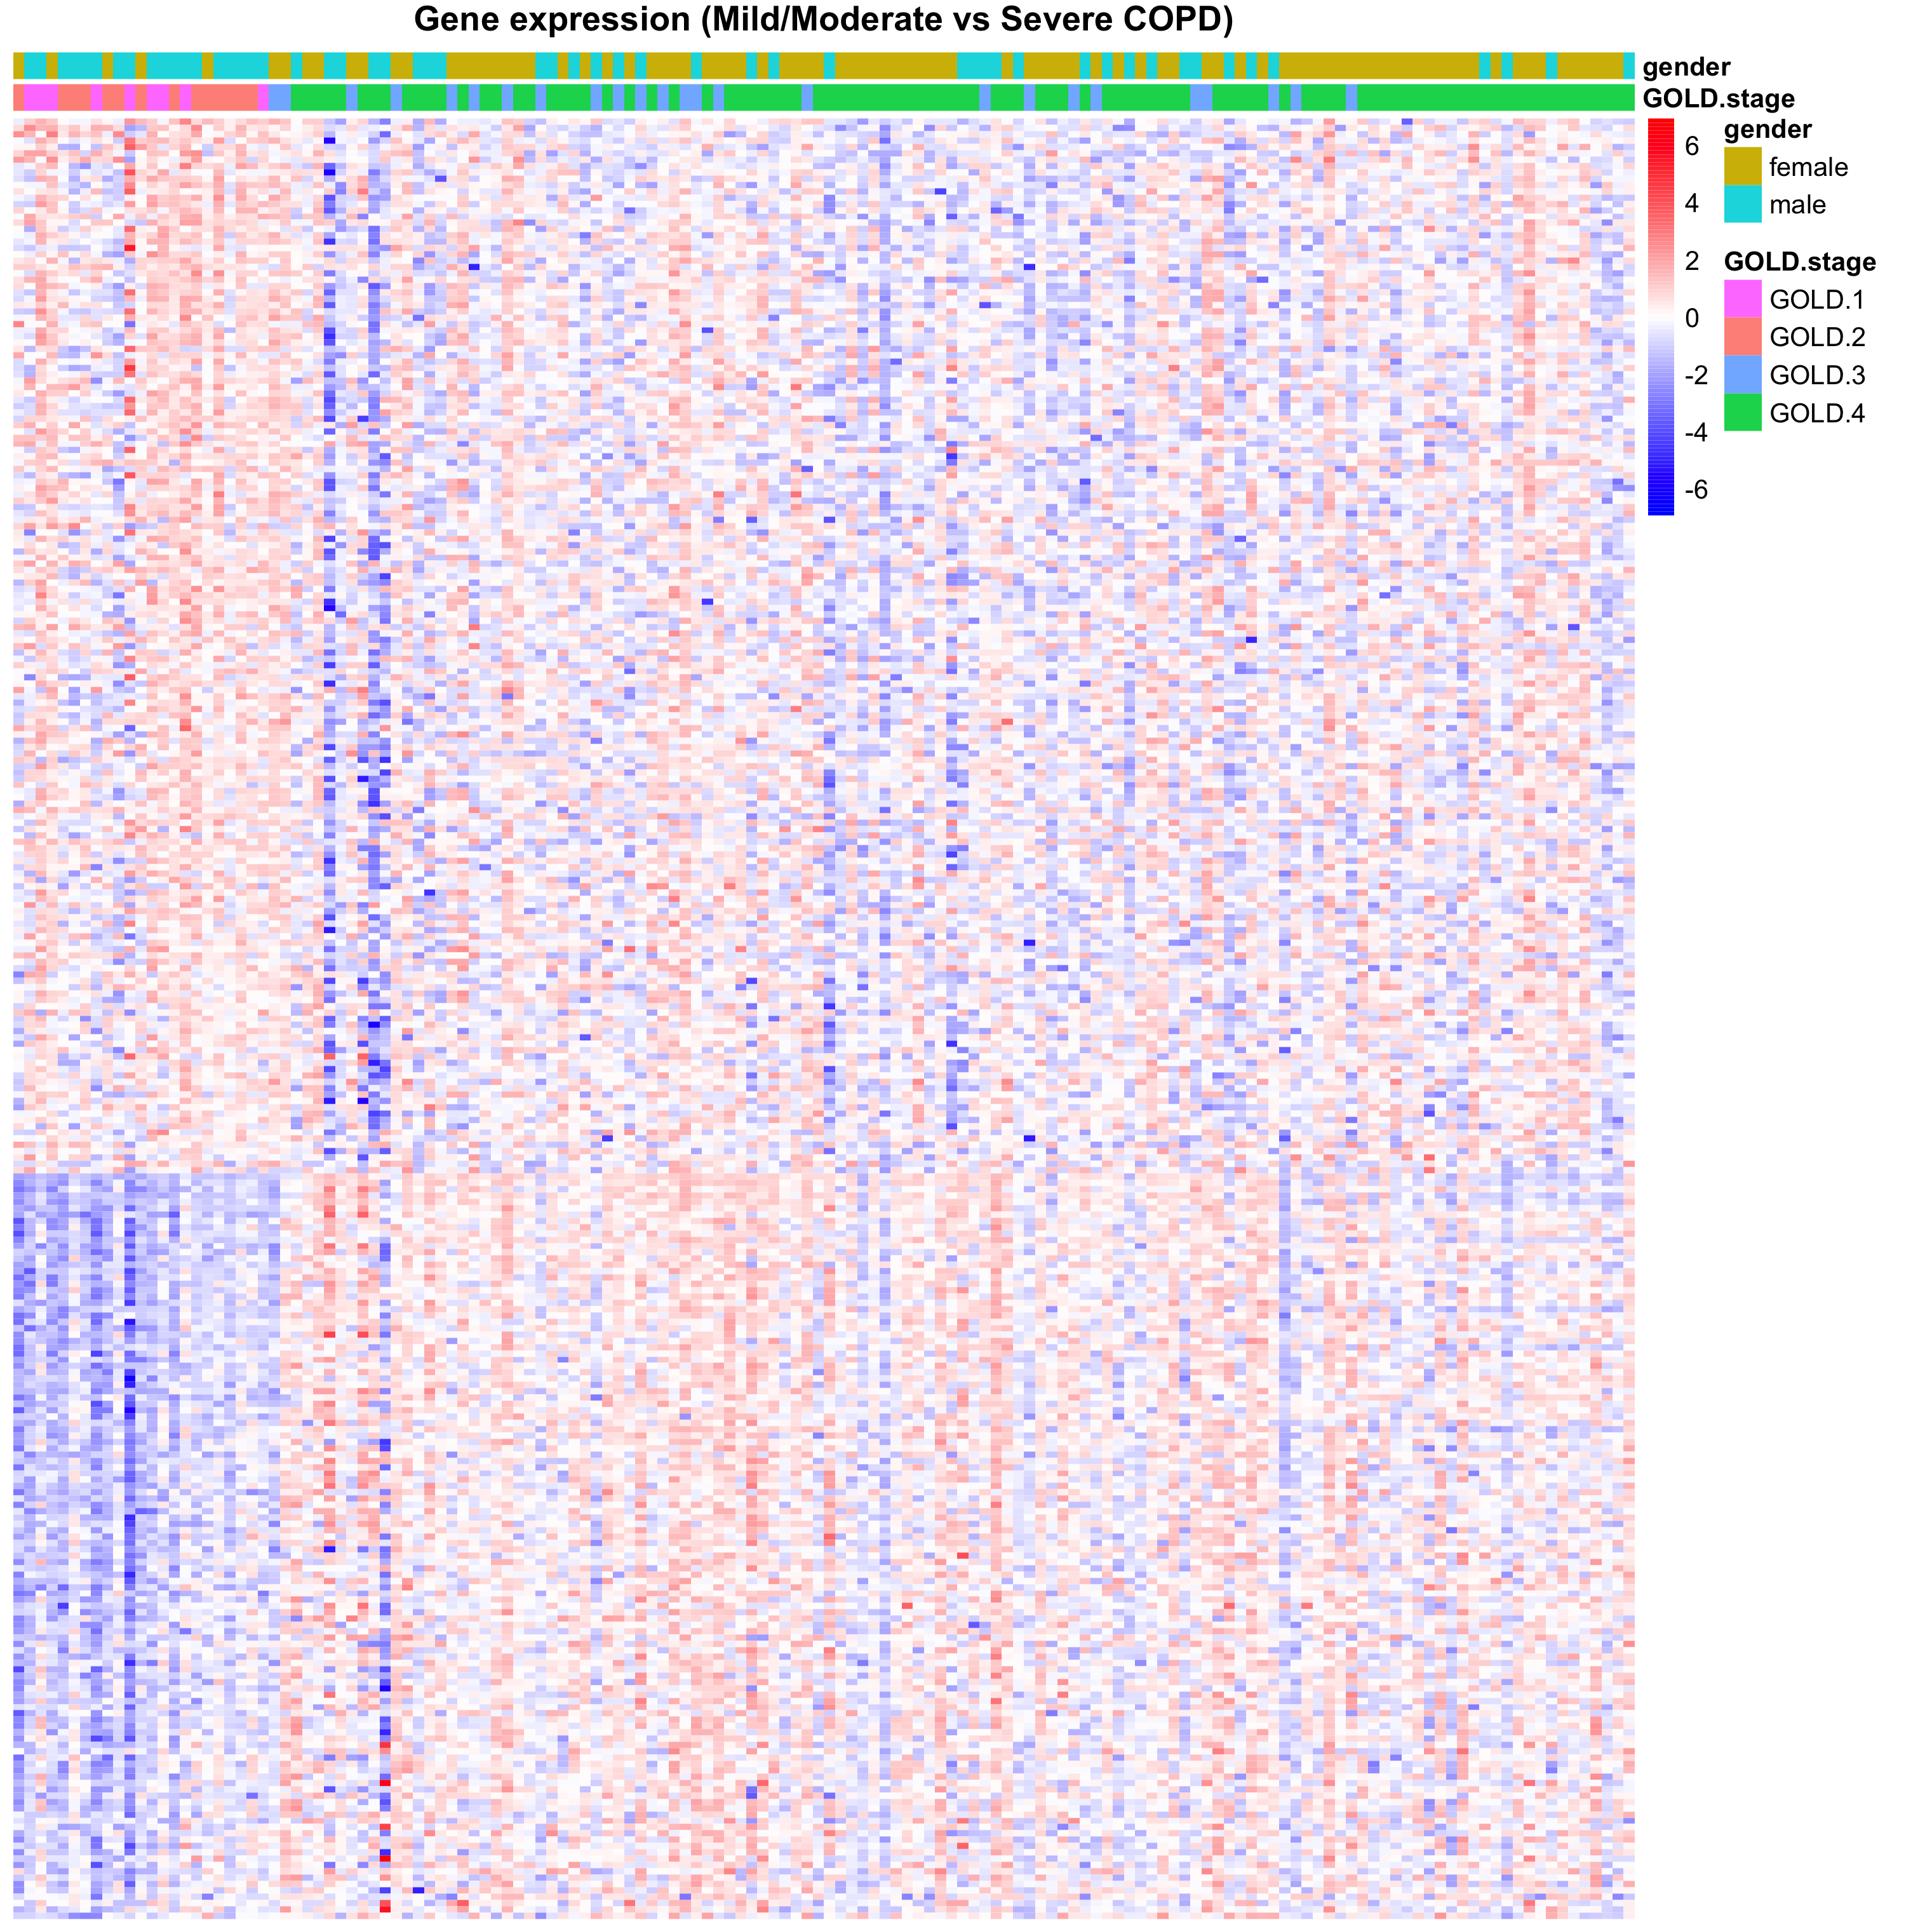 Gene expression (Mild/Moderate vs Severe COPD)
gender
GOLD.stage
6
4
2
0
-2
-4
-6
gender
female
male
GOLD.stage
GOLD.1
GOLD.2
GOLD.3
GOLD.4